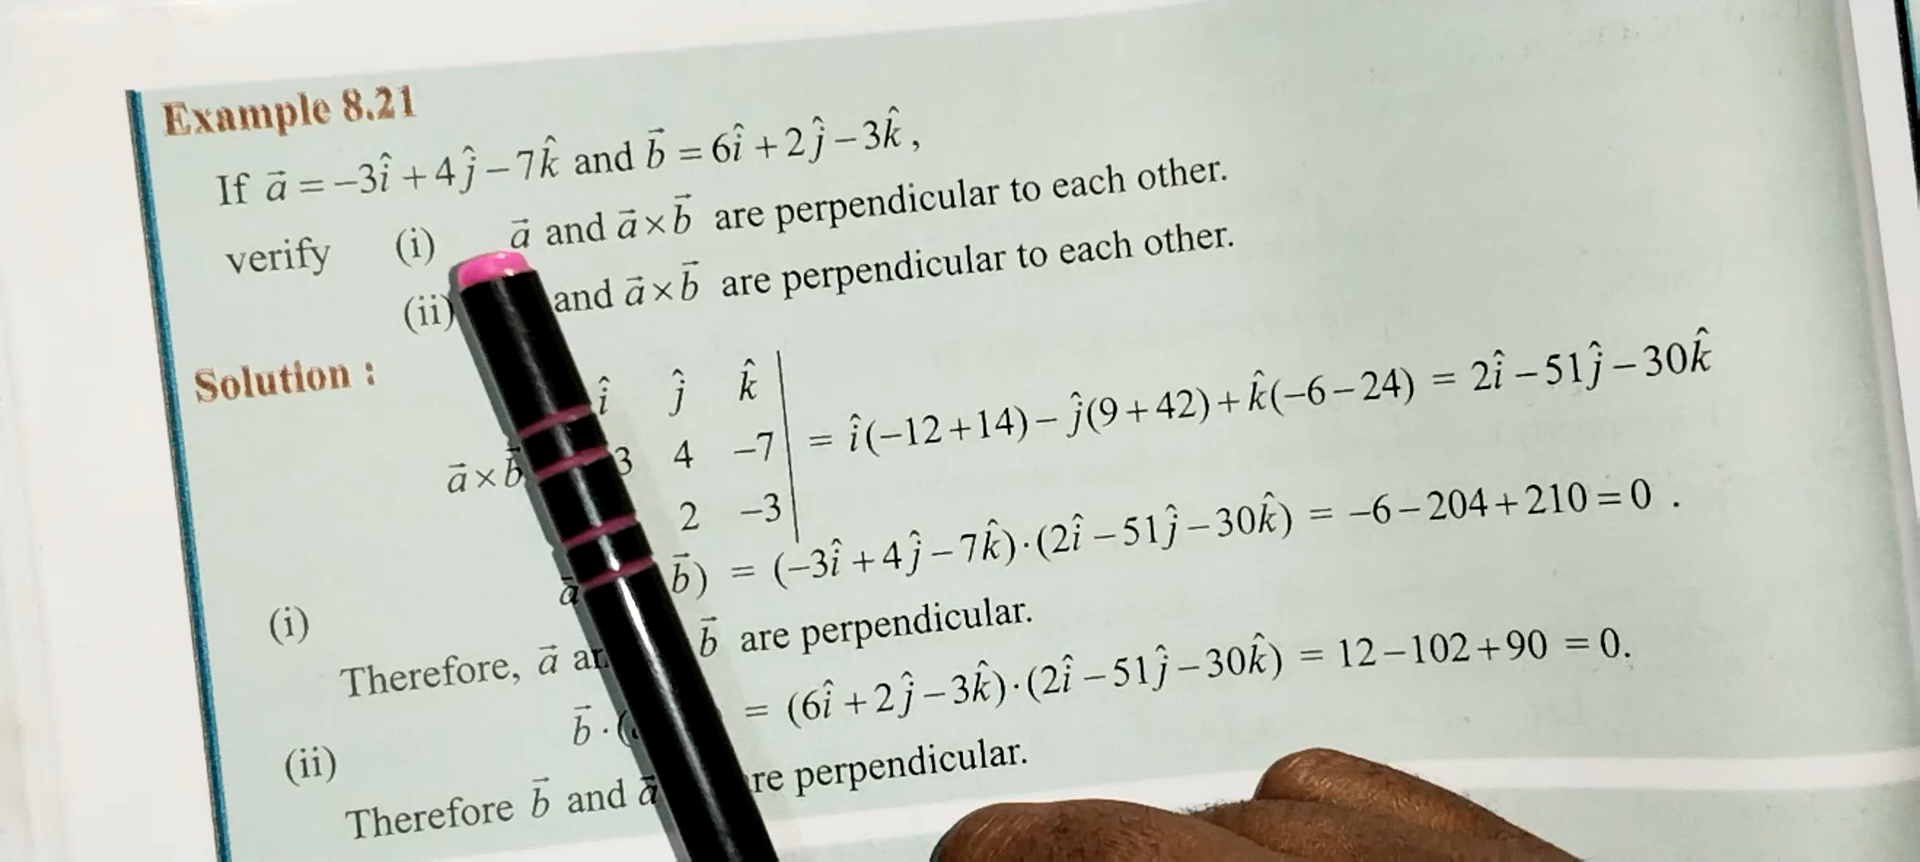 Example 8.21
If a⃗ = −3î + 4ĵ − 7k̂ and b⃗ = 6î + 2ĵ − 3k̂ ,
verify (i) a⃗ and a⃗ × b⃗ are perpendicular to each other.
(ii) and a⃗ × b⃗ are perpendicular to each other.
Solution :
î ĵ k̂
a⃗ × b⃗ 3 4 −7 = î(−12+14) − ĵ(9+42) + k̂(−6−24) = 2î − 51ĵ − 30k̂
2 −3
(i) a⃗ b⃗) = (−3î + 4ĵ − 7k̂)·(2î − 51ĵ − 30k̂) = −6 − 204 + 210 = 0 .
Therefore, a⃗ b⃗ are perpendicular.
(ii) b⃗ · ( = (6î + 2ĵ − 3k̂)·(2î − 51ĵ − 30k̂) = 12 − 102 + 90 = 0.
Therefore b⃗ and a⃗ perpendicular.